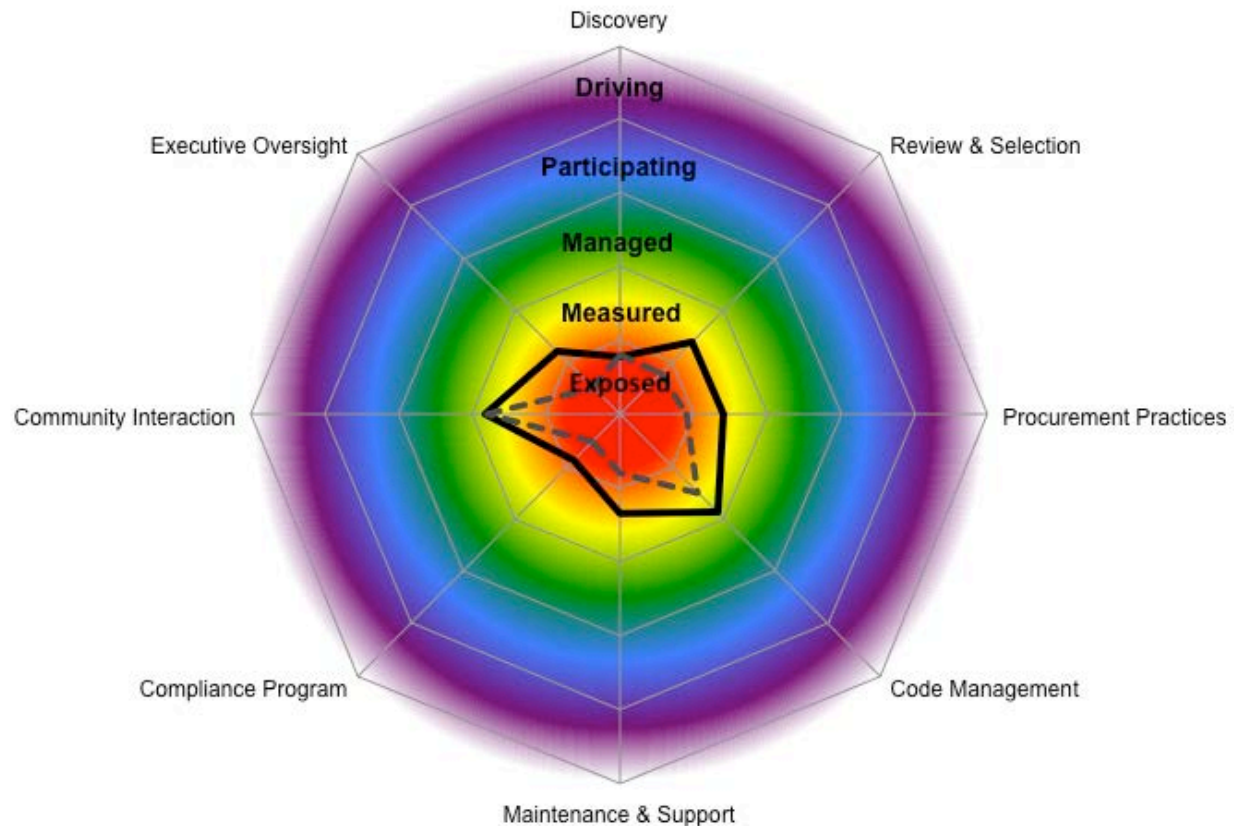 Discovery
Driving
Executive Oversight
Review & Selection
Participating
Managed
Measured
Exposed
Community Interaction
Procurement Practices
Compliance Program
Code Management
Maintenance & Support